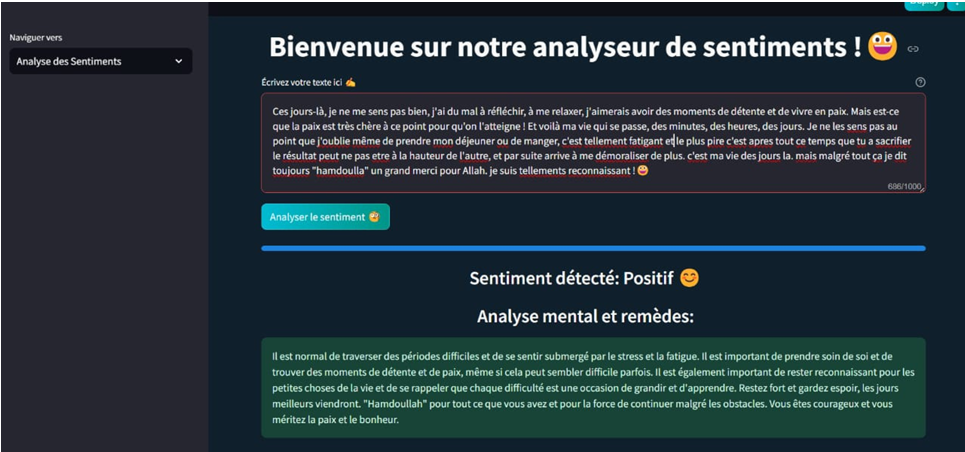 Deploy
Naviguer vers
Analyse des Sentiments
Bienvenue sur notre analyseur de sentiments ! 😃
Écrivez votre texte ici ✍️
Ces jours-là, je ne me sens pas bien, j'ai du mal à réfléchir, à me relaxer, j'aimerais avoir des moments de détente et de vivre en paix. Mais est-ce
que la paix est très chère à ce point pour qu'on l'atteigne ! Et voilà ma vie qui se passe, des minutes, des heures, des jours. Je ne les sens pas au
point que j'oublie même de prendre mon déjeuner ou de manger, c'est tellement fatigant et le plus pire c'est apres tout ce temps que tu a sacrifier
le résultat peut ne pas etre à la hauteur de l'autre, et par suite arrive à me démoraliser de plus. c'est ma vie des jours la. mais malgré tout ça je dit
toujours "hamdoulla" un grand merci pour Allah. je suis tellements reconnaissant ! 😃
686/1000
Analyser le sentiment 🧐
Sentiment détecté: Positif 😊
Analyse mental et remèdes:
Il est normal de traverser des périodes difficiles et de se sentir submergé par le stress et la fatigue. Il est important de prendre soin de soi et de
trouver des moments de détente et de paix, même si cela peut sembler difficile parfois. Il est également important de rester reconnaissant pour les
petites choses de la vie et de se rappeler que chaque difficulté est une occasion de grandir et d'apprendre. Restez fort et gardez espoir, les jours
meilleurs viendront. "Hamdoullah" pour tout ce que vous avez et pour la force de continuer malgré les obstacles. Vous êtes courageux et vous
méritez la paix et le bonheur.